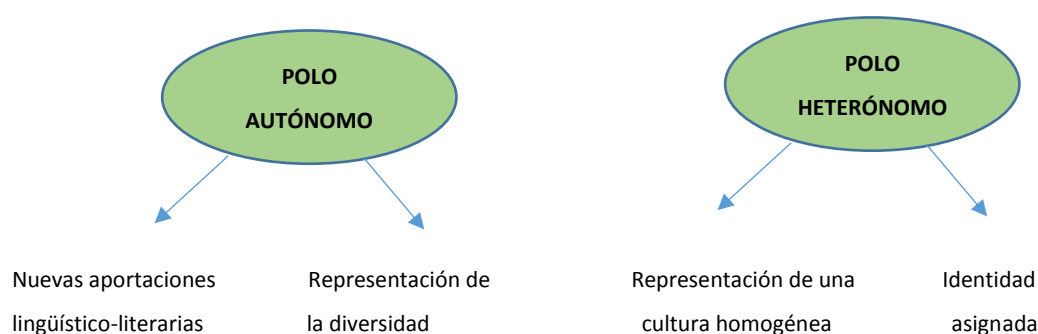 POLO
AUTÓNOMO
POLO
HETERÓNOMO
Nuevas aportaciones
lingüístico-literarias
Representación de
la diversidad
Representación de una
cultura homogénea
Identidad
asignada